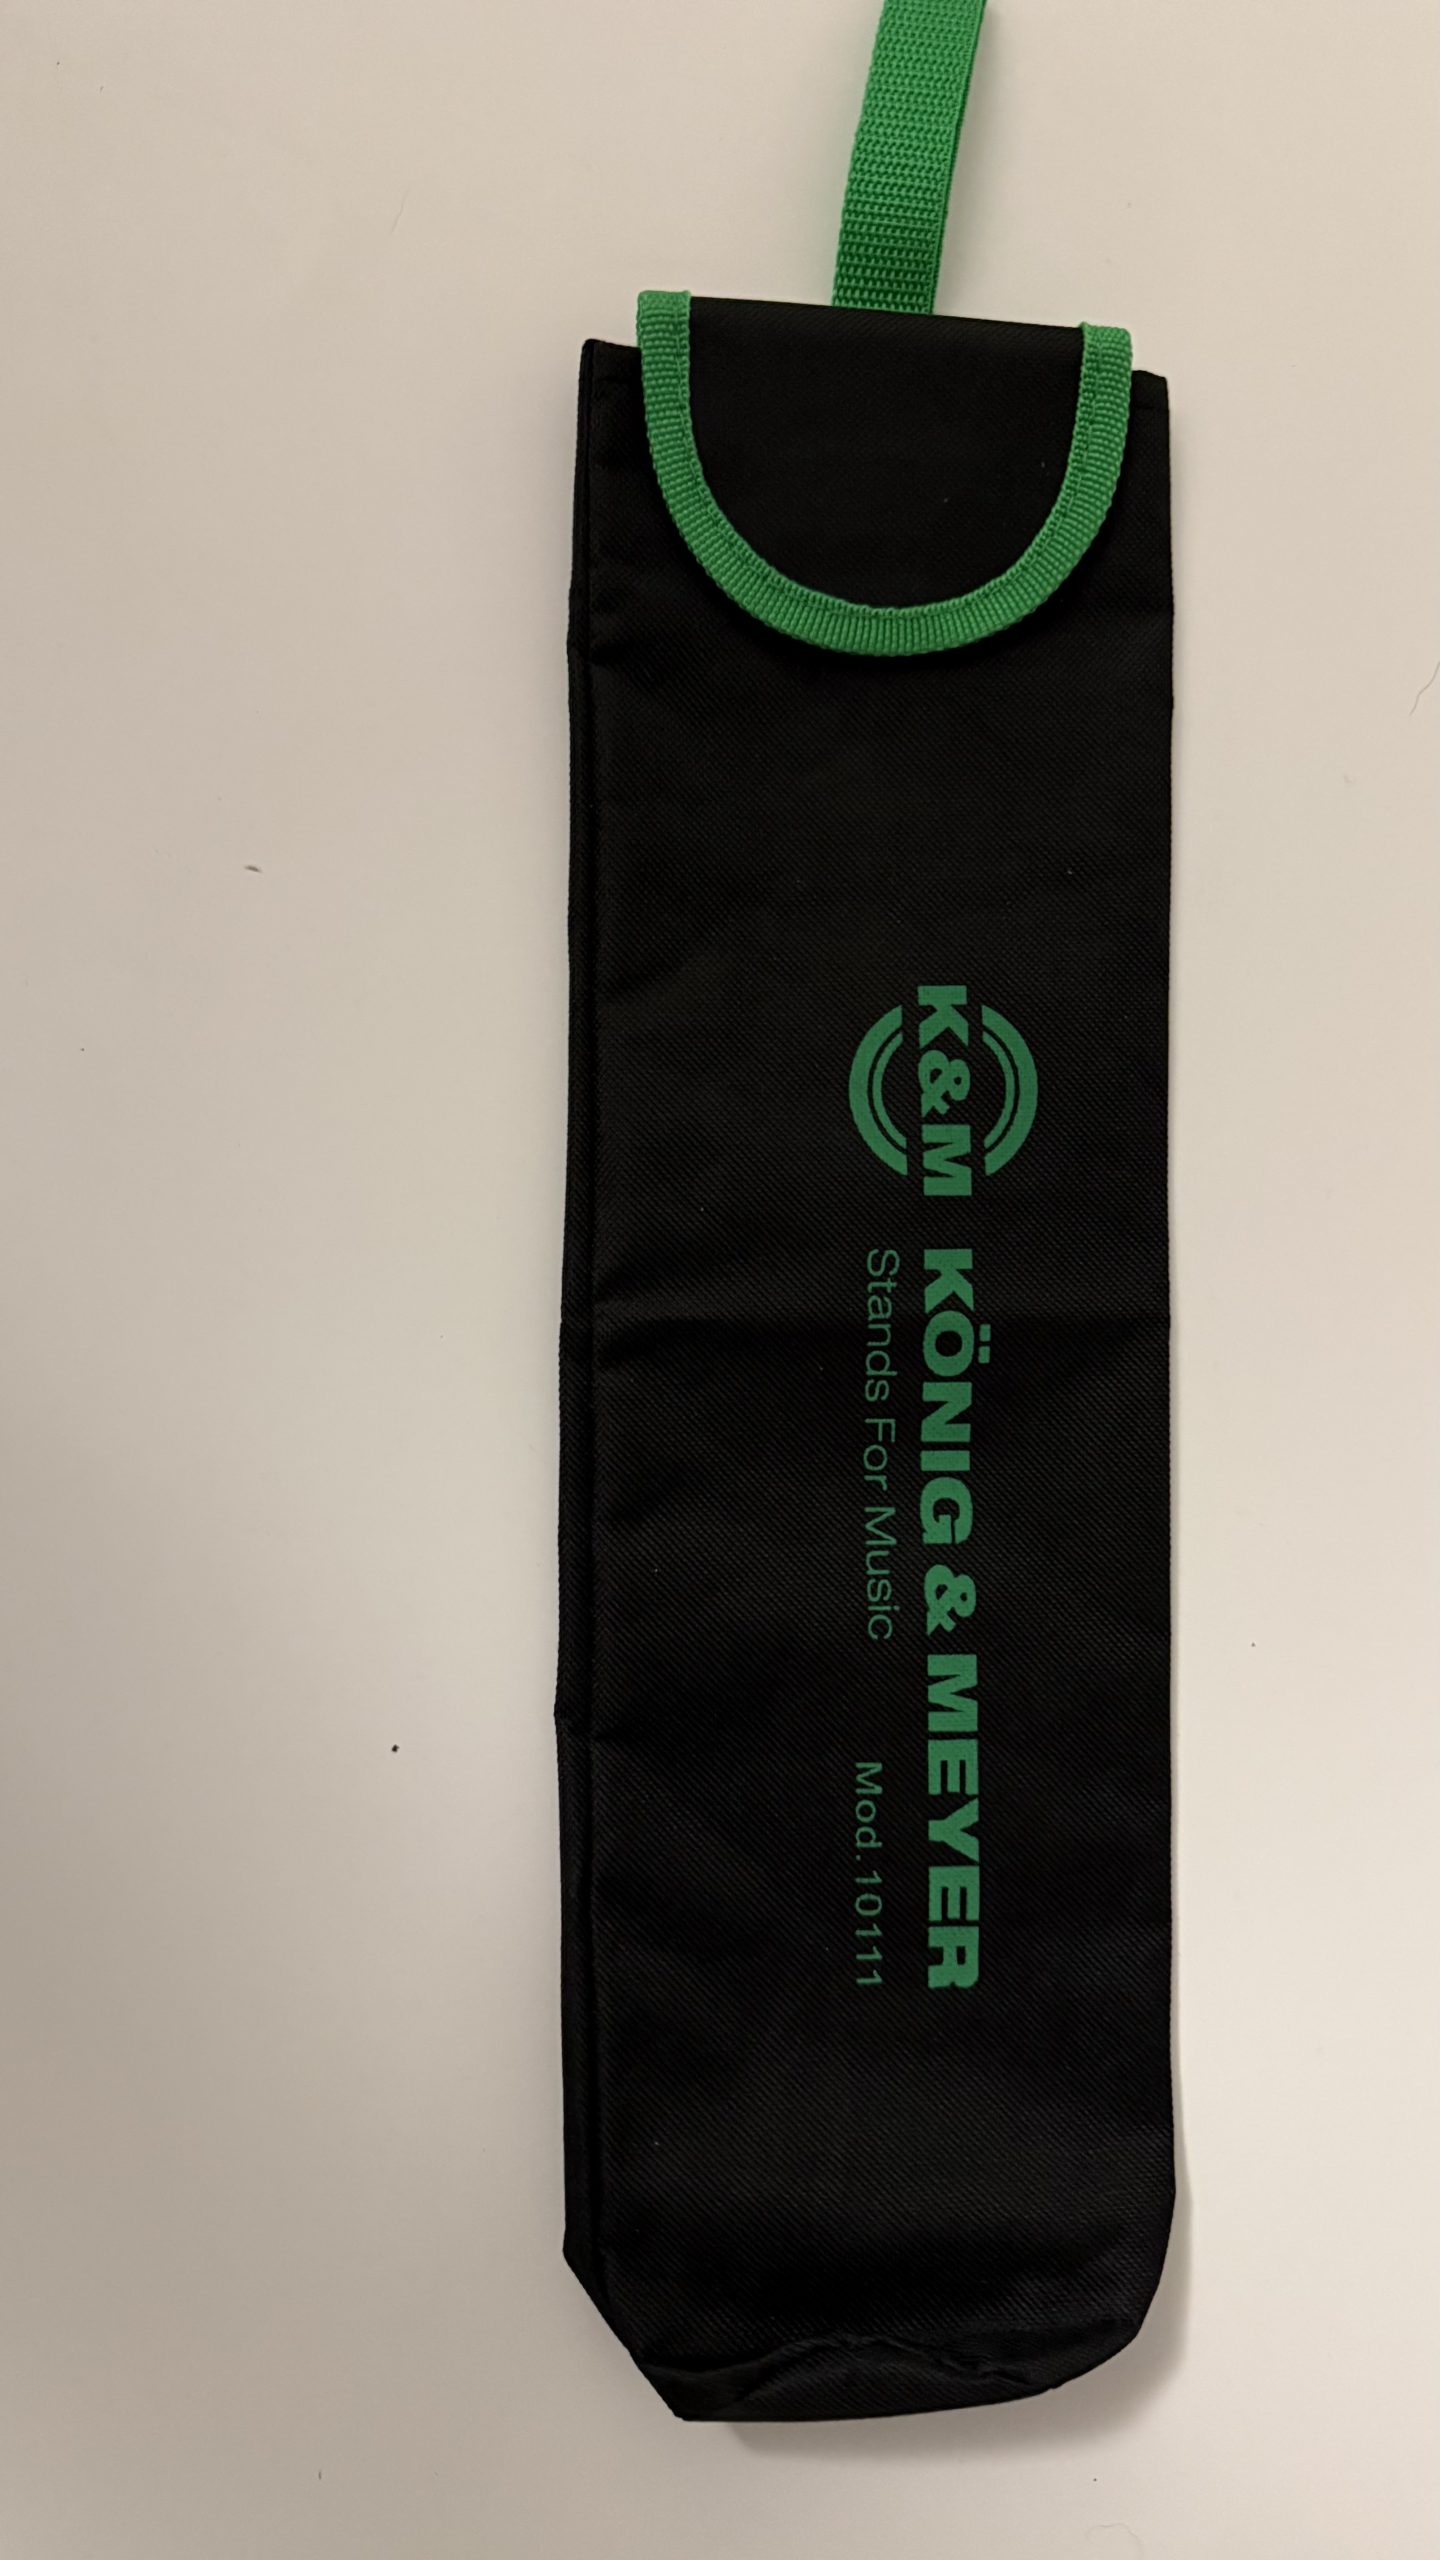 K&M
KÖNIG & MEYER
Stands For Music
Mod. 10111